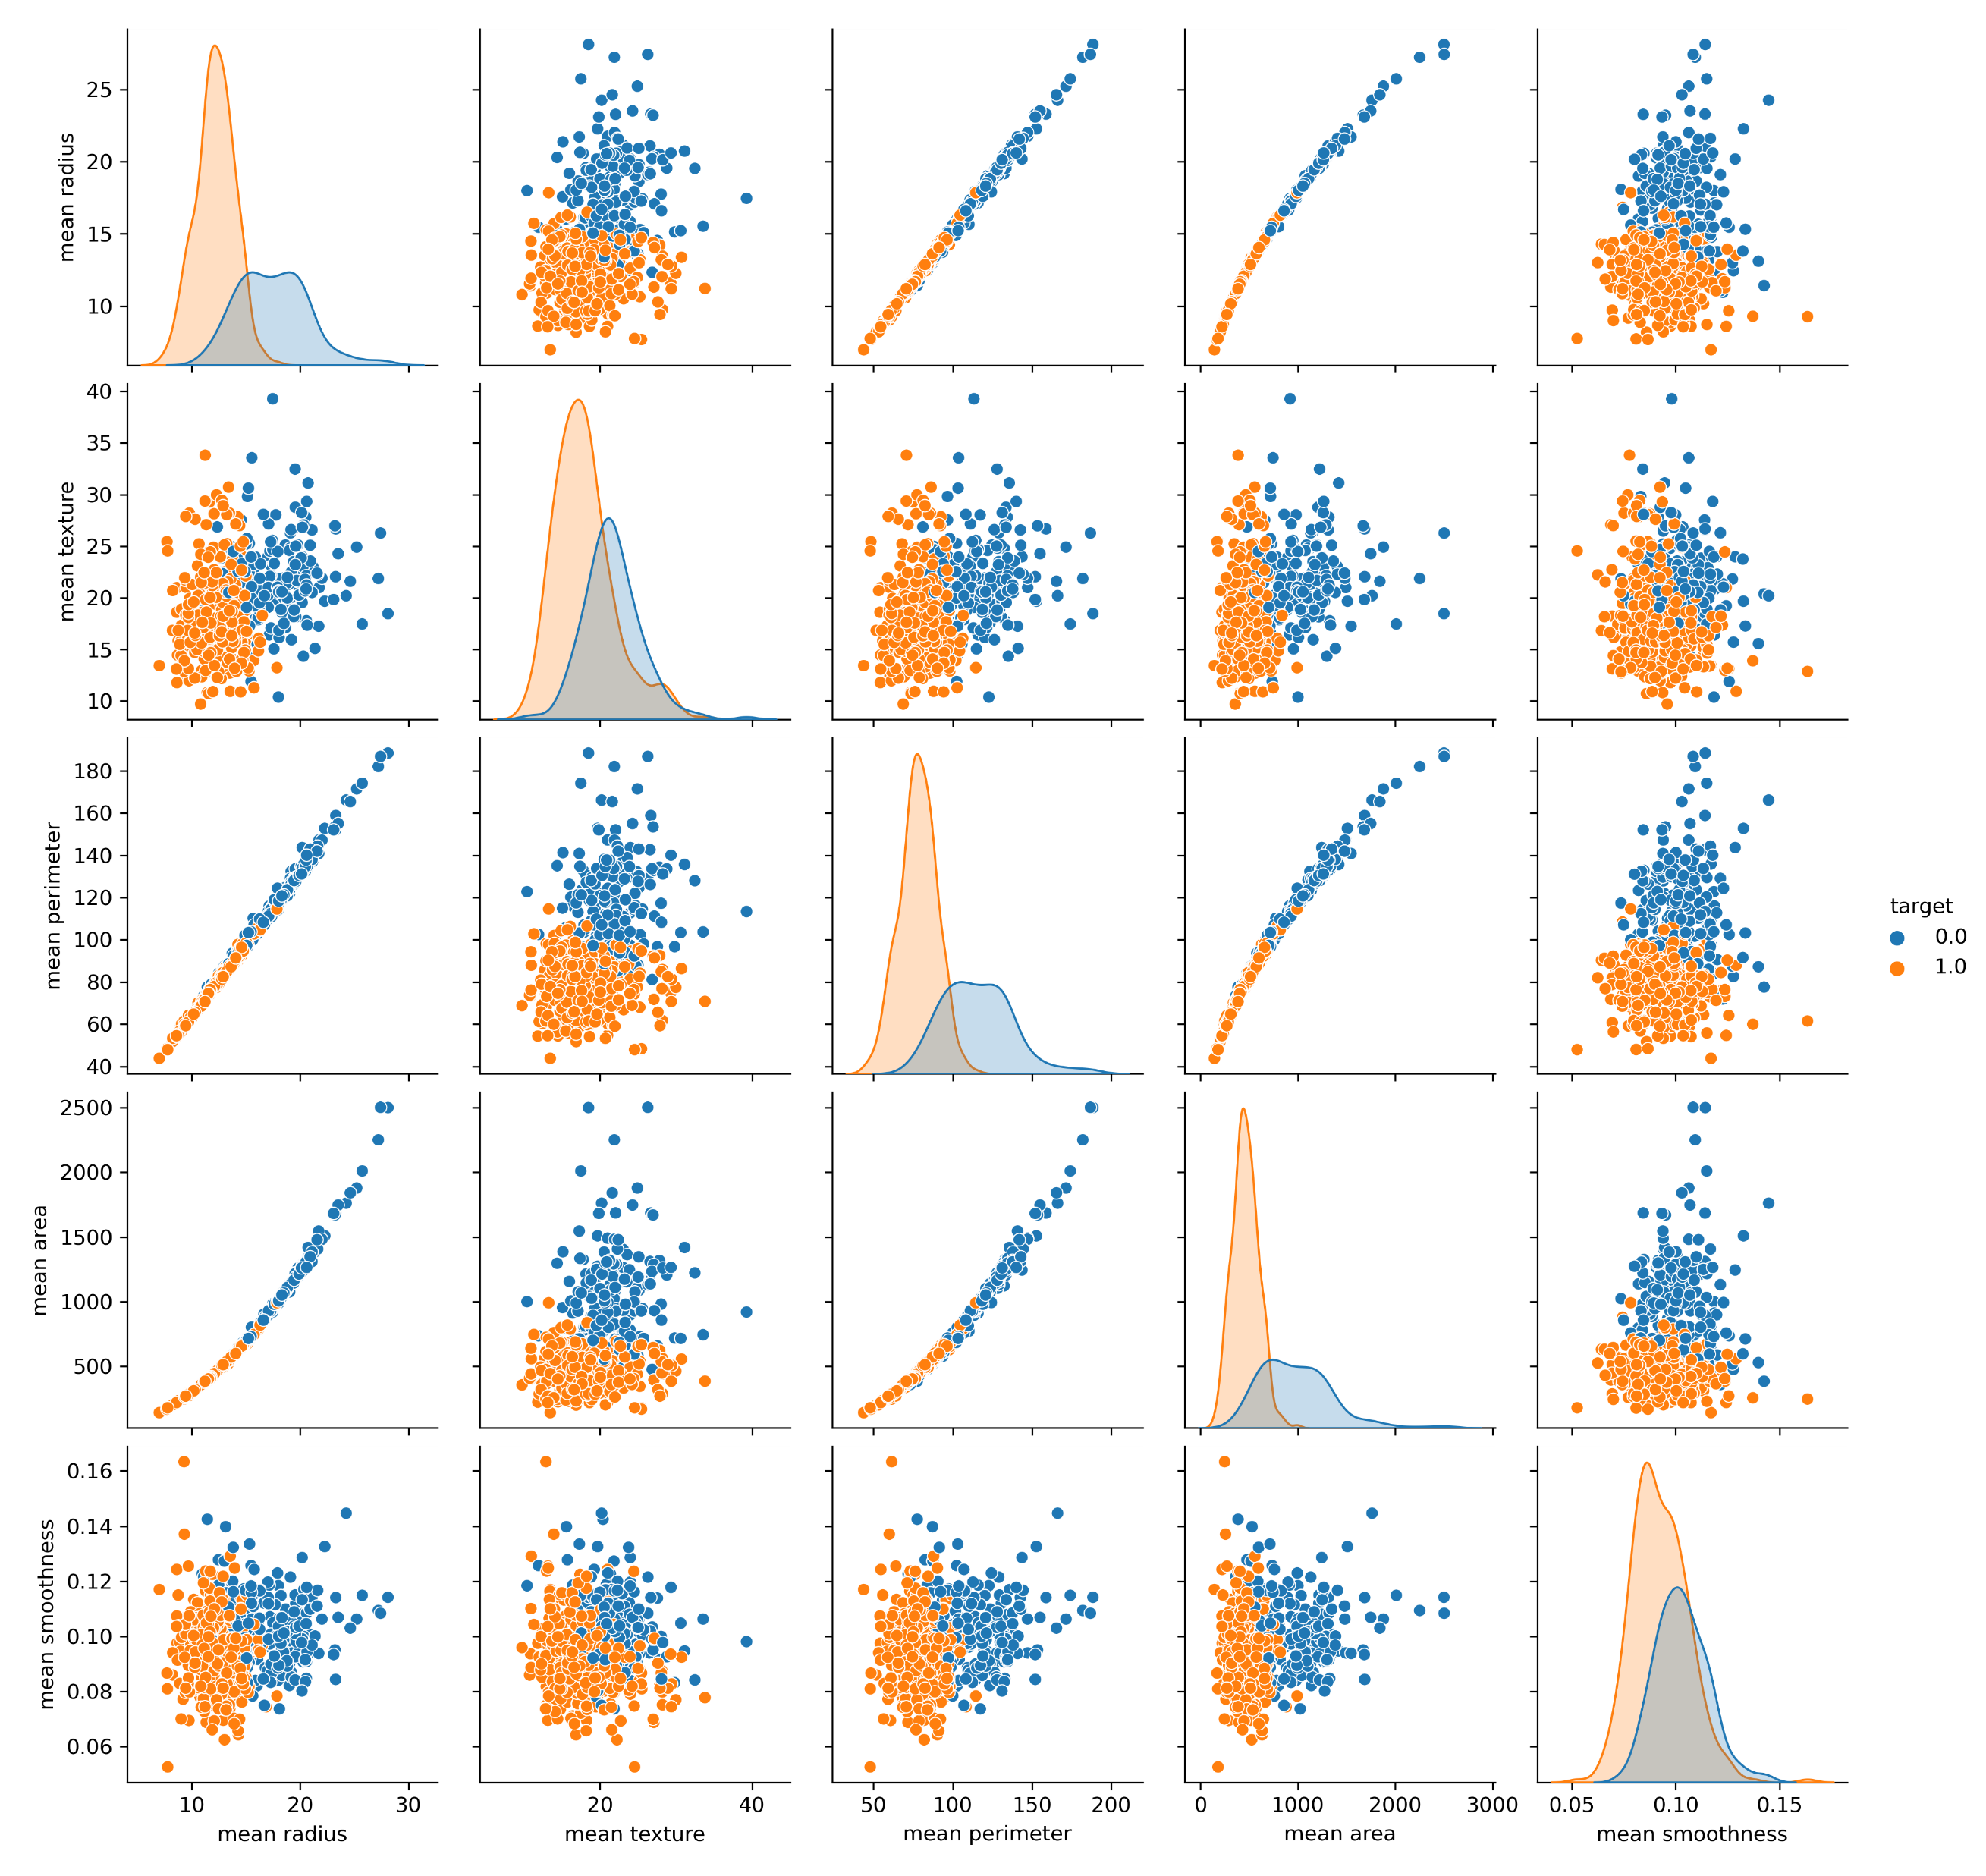 25
20
15
10
mean radius
40
35
30
25
20
15
10
mean texture
180
160
140
120
100
80
60
40
mean perimeter
target
0.0
1.0
2500
2000
1500
1000
500
mean area
0.16
0.14
0.12
0.10
0.08
0.06
mean smoothness
10 20 30
mean radius
20 40
mean texture
50 100 150 200
mean perimeter
0 1000 2000 3000
mean area
0.05 0.10 0.15
mean smoothness